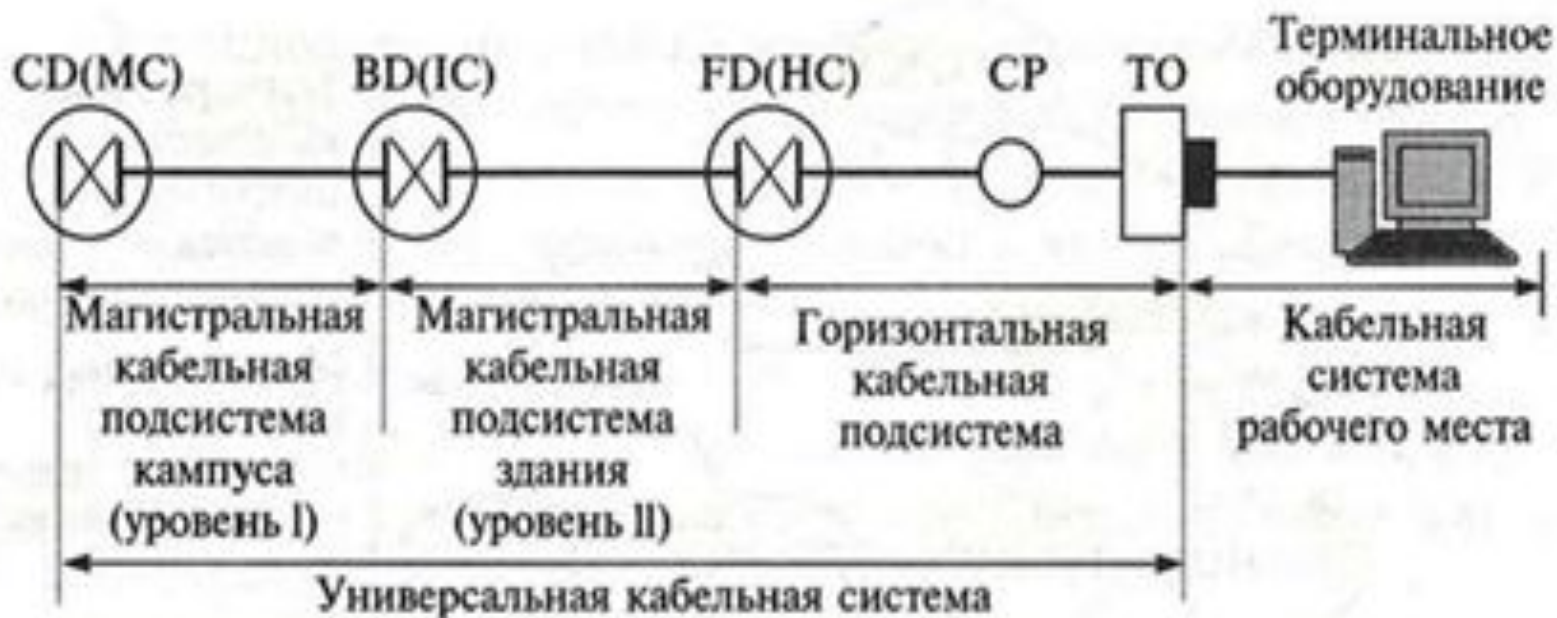 Терминальное
оборудование
CD(MC) BD(IC) FD(HC) CP TO
Магистральная
кабельная
подсистема
кампуса
(уровень I)
Магистральная
кабельная
подсистема
здания
(уровень II)
Горизонтальная
кабельная
подсистема
Кабельная
система
рабочего места
Универсальная кабельная система